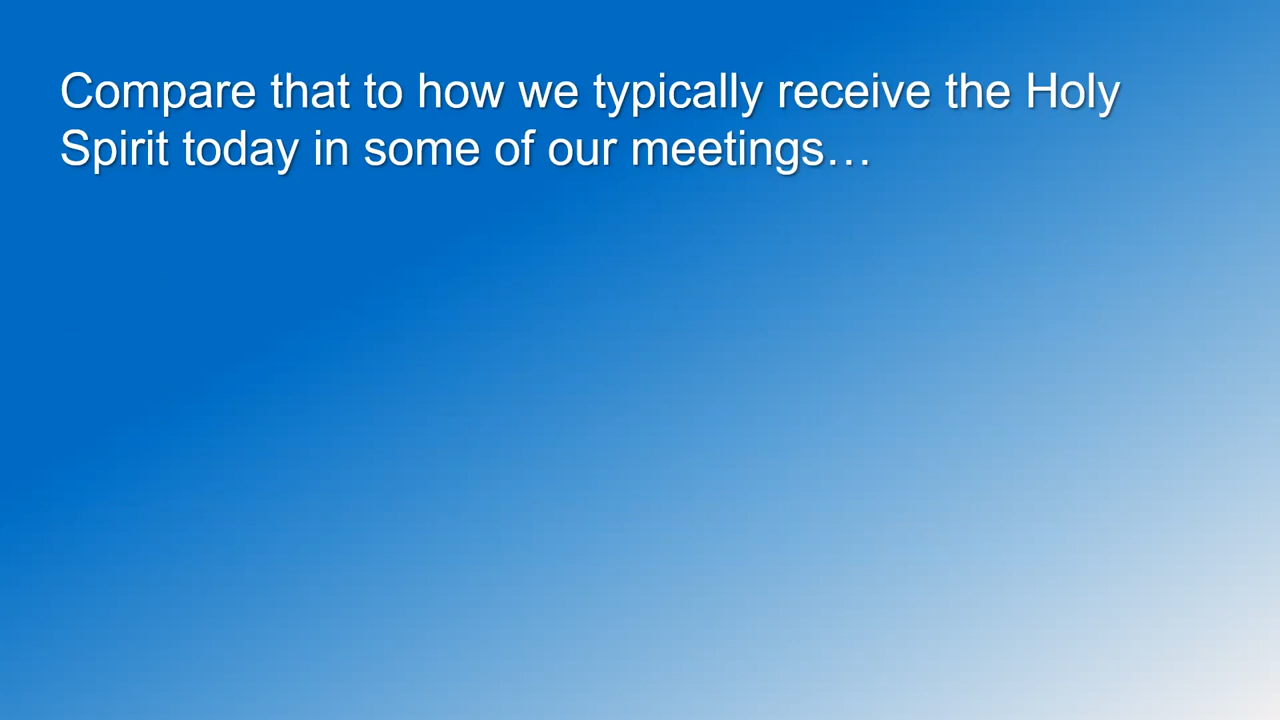 Compare that to how we typically receive the Holy
Spirit today in some of our meetings…